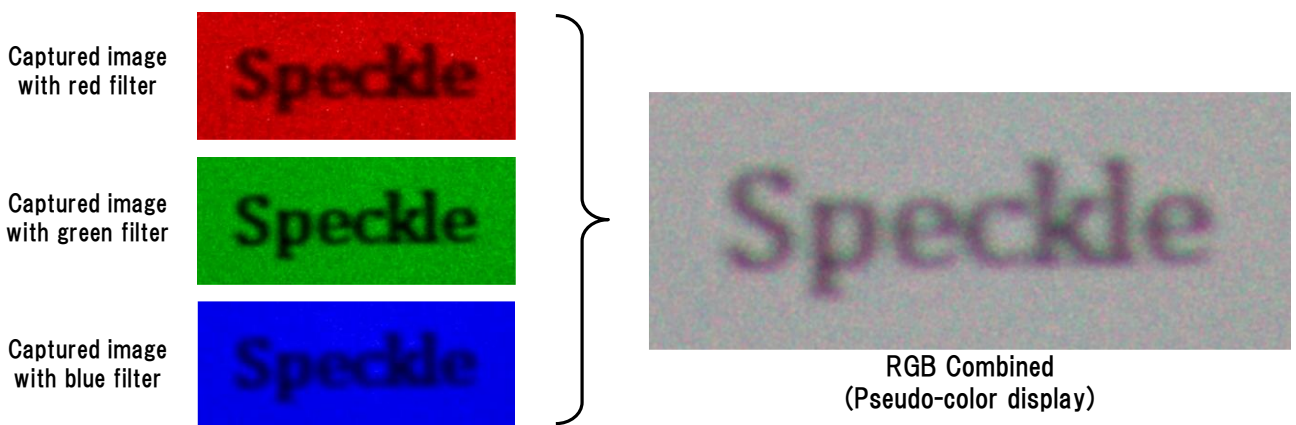 Captured image
with red filter
Speckle
Captured image
with green filter
Speckle
Captured image
with blue filter
Speckle
Speckle
RGB Combined
(Pseudo-color display)